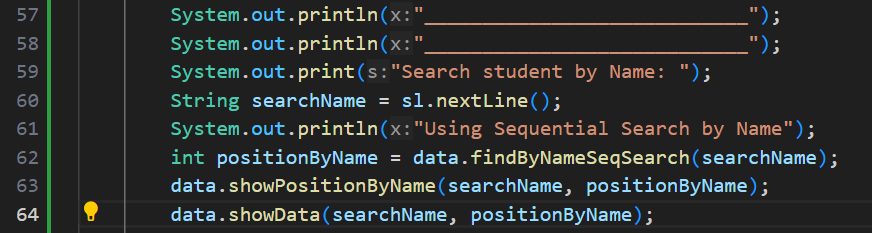 57 System.out.println(x:"____________________________");
58 System.out.println(x:"____________________________");
59 System.out.print(s:"Search student by Name: ");
60 String searchName = sl.nextLine();
61 System.out.println(x:"Using Sequential Search by Name");
62 int positionByName = data.findByNameSeqSearch(searchName);
63 data.showPositionByName(searchName, positionByName);
64 data.showData(searchName, positionByName);